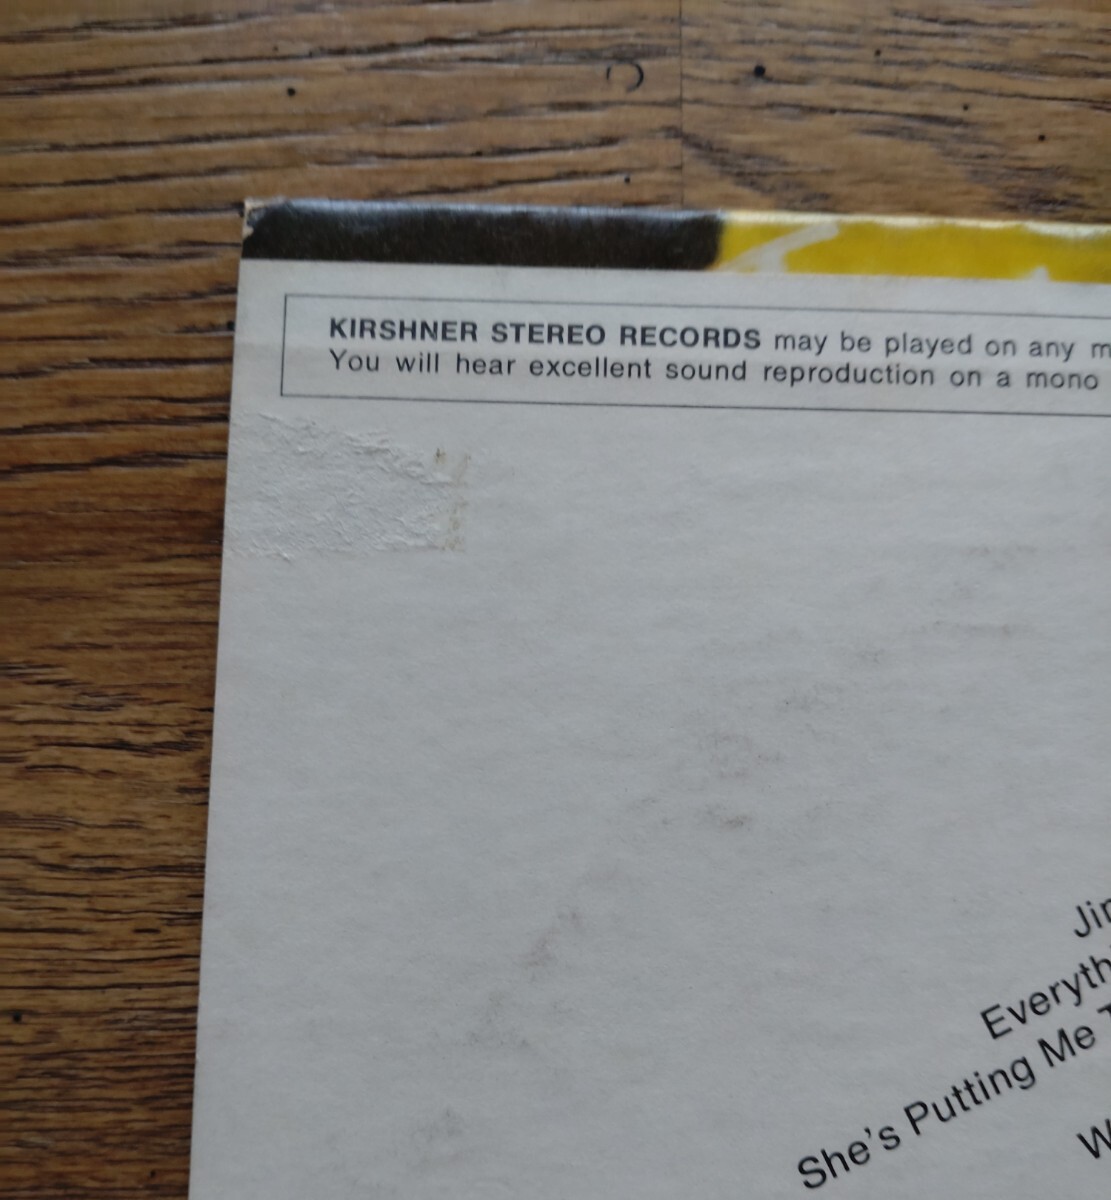 KIRSHNER STEREO RECORDS may be played on any
You will hear excellent sound reproduction on a mono
She's Putting Me